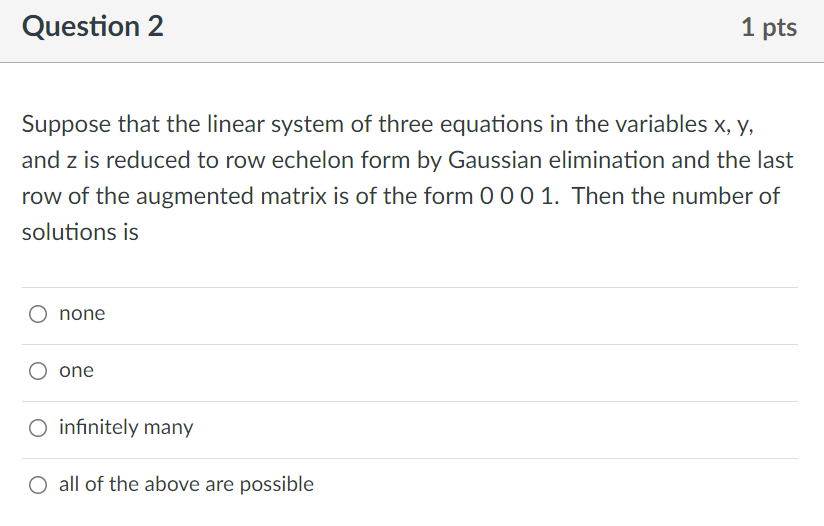 Question 2
1 pts
Suppose that the linear system of three equations in the variables x, y,
and z is reduced to row echelon form by Gaussian elimination and the last
row of the augmented matrix is of the form 0 0 0 1.  Then the number of
solutions is
none
one
infinitely many
all of the above are possible